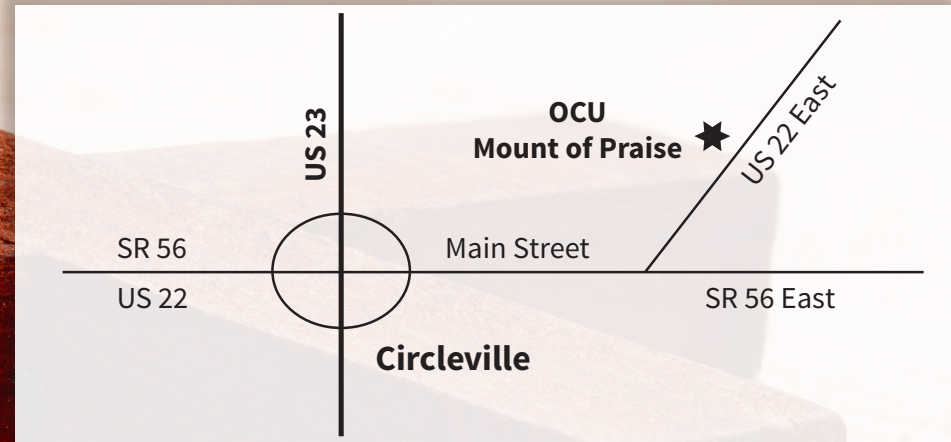 US 23
OCU
Mount of Praise
US 22 East
SR 56
Main Street
US 22
SR 56 East
Circleville